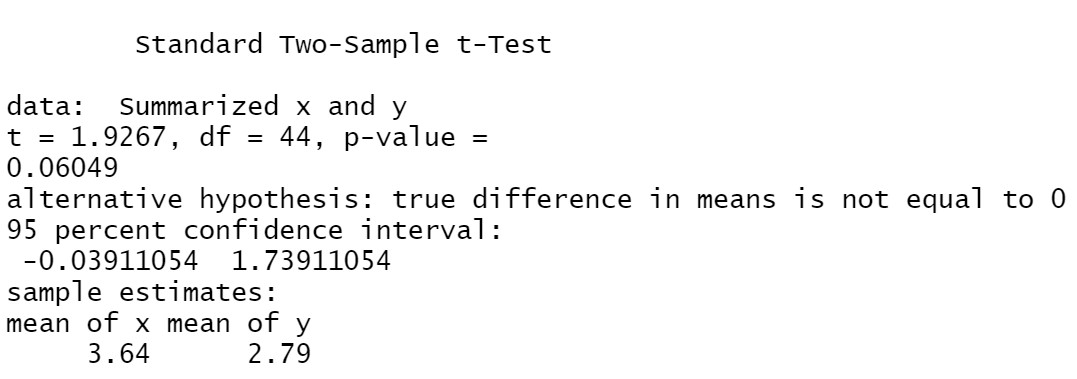 Standard Two-Sample t-Test
data:  Summarized x and y
t = 1.9267, df = 44, p-value =
0.06049
alternative hypothesis: true difference in means is not equal to 0
95 percent confidence interval:
 -0.03911054  1.73911054
sample estimates:
mean of x mean of y
     3.64      2.79